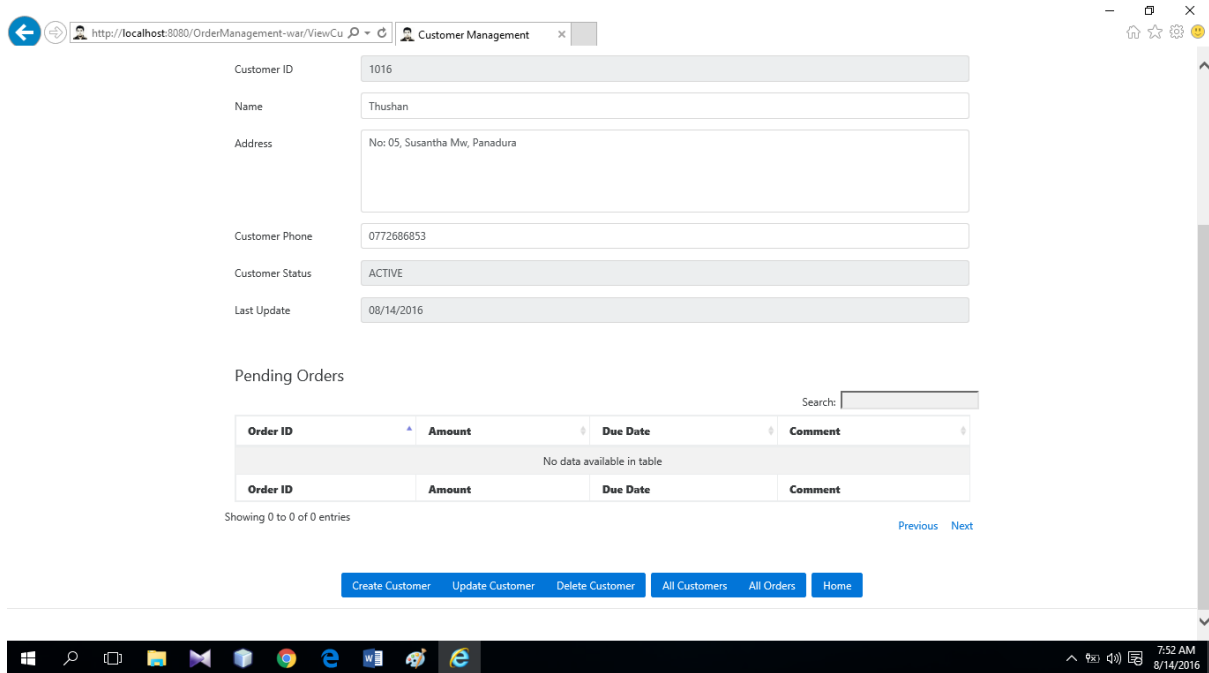 http://localhost:8080/OrderManagement-war/ViewCu
Customer Management
Customer ID
1016
Name
Thushan
Address
No: 05, Susantha Mw, Panadura
Customer Phone
0772686853
Customer Status
ACTIVE
Last Update
08/14/2016
Pending Orders
Search:
Order ID Amount Due Date Comment
No data available in table
Order ID Amount Due Date Comment
Showing 0 to 0 of 0 entries
Previous Next
Create Customer Update Customer Delete Customer All Customers All Orders Home
7:52 AM
8/14/2016